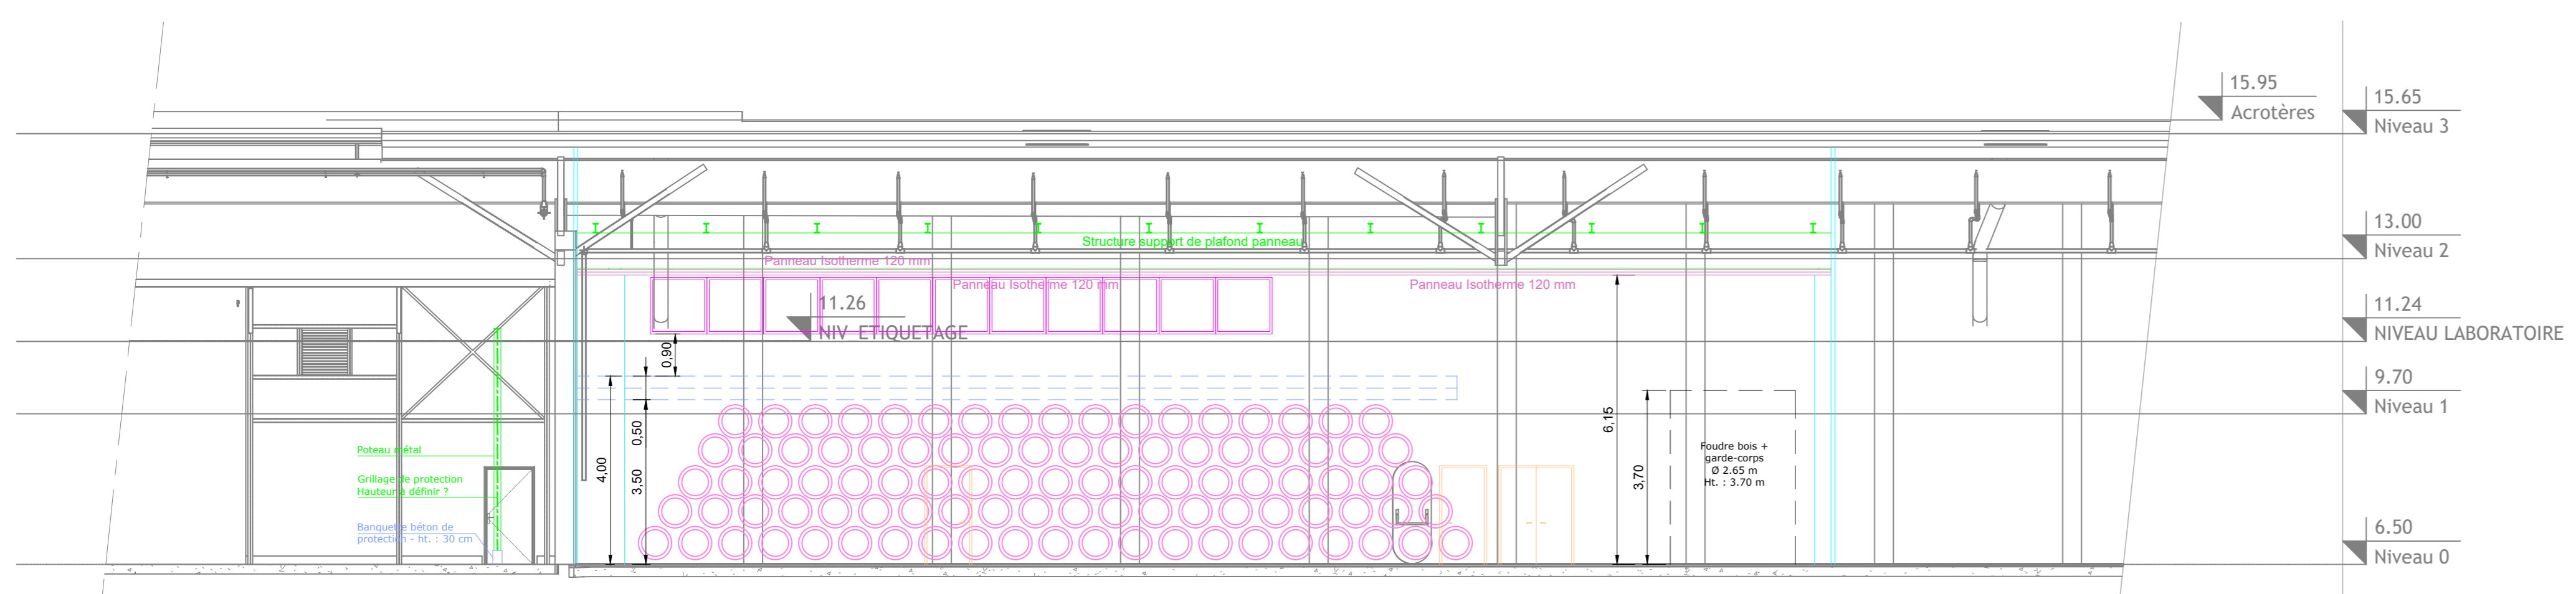 15.95
Acrotères
15.65
Niveau 3
13.00
Niveau 2
Structure support de plafond panneau
Panneau Isotherme 120 mm
Panneau Isotherme 120 mm
Panneau Isotherme 120 mm
11.26
NIV ETIQUETAGE
11.24
NIVEAU LABORATOIRE
0,90
9.70
Niveau 1
0,50
4,00
3,50
6,15
3,70
Poteau métal
Grillage de protection
Hauteur à définir ?
Banquette béton de
protection - ht. : 30 cm
Foudre bois +
garde-corps
Ø 2.65 m
Ht. : 3.70 m
6.50
Niveau 0